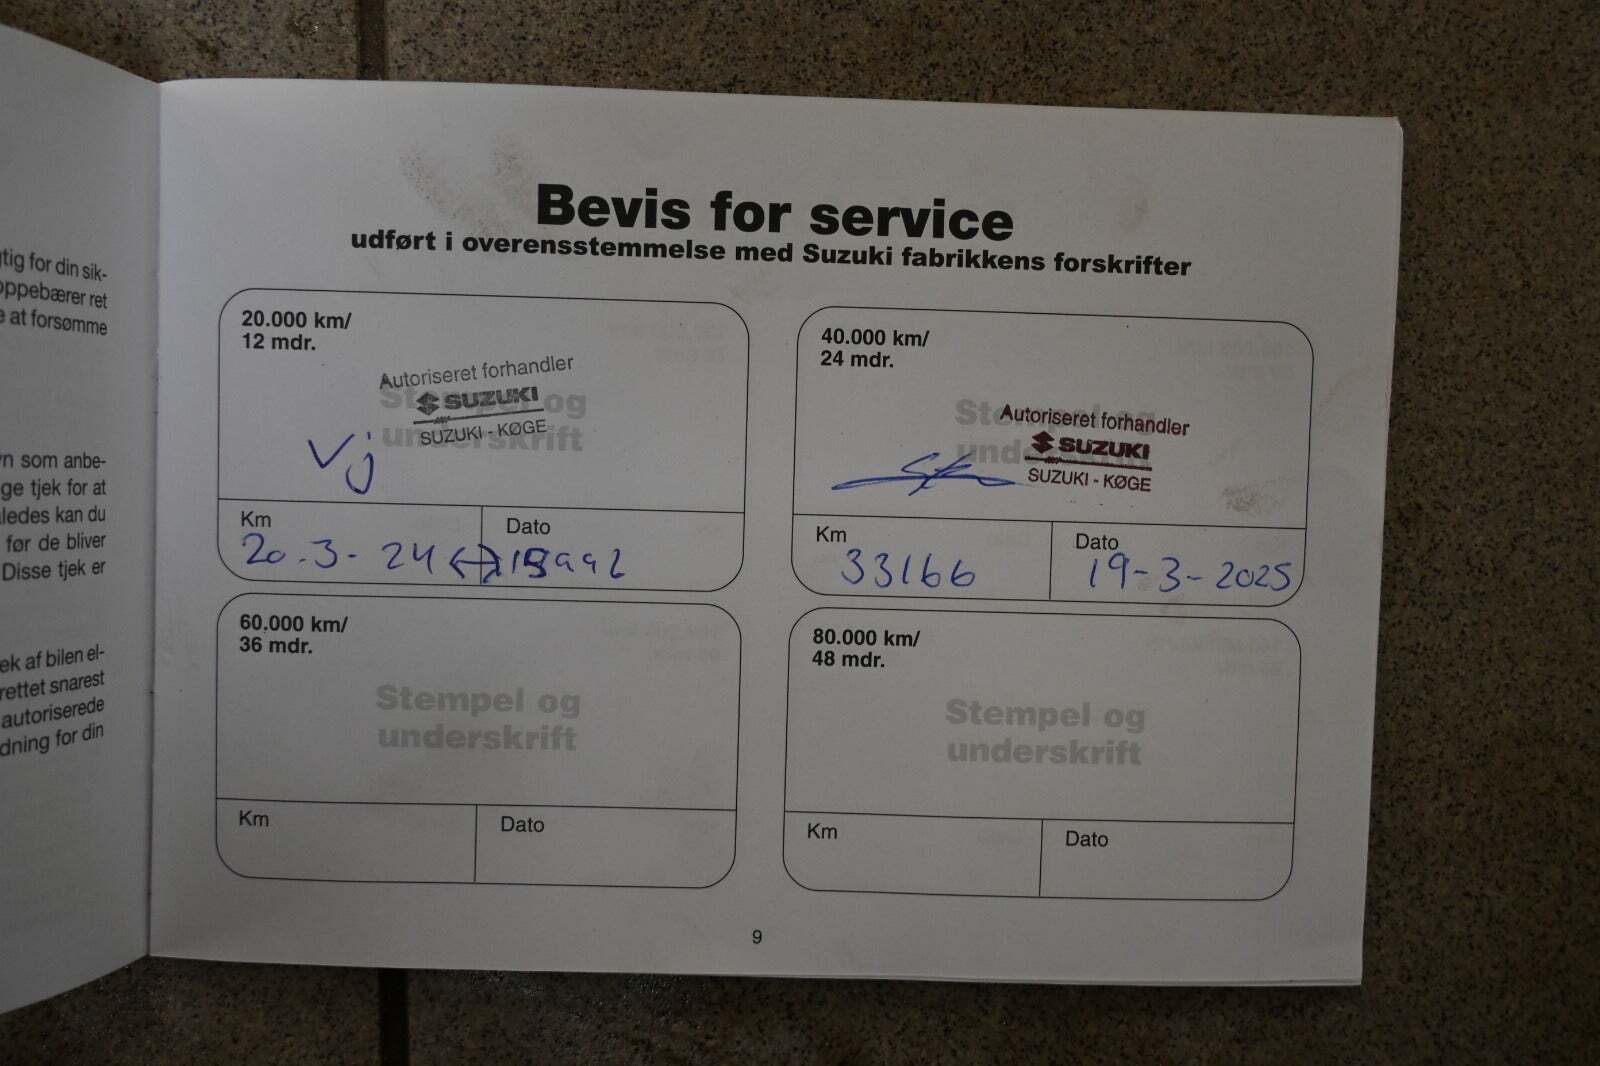 tig for din sik-
oppebærer ret
e at forsømme
n som anbe-
ge tjek for at
ledes kan du
før de bliver
Disse tjek er
ek af bilen el-
rettet snarest
autoriserede
dning for din
Bevis for service
udført i overensstemmelse med Suzuki fabrikkens forskrifter
20.000 km/
12 mdr.
Stempel og
underskrift
Autoriseret forhandler
SUZUKI
SUZUKI - KØGE
Vj
Km
20.3-24 ↔
Dato
40.000 km/
24 mdr.
Stempel og
underskrift
Autoriseret forhandler
SUZUKI
SUZUKI - KØGE
Km
33166
Dato
19-3-2025
60.000 km/
36 mdr.
Stempel og
underskrift
Km
Dato
80.000 km/
48 mdr.
Stempel og
underskrift
Km
Dato
9